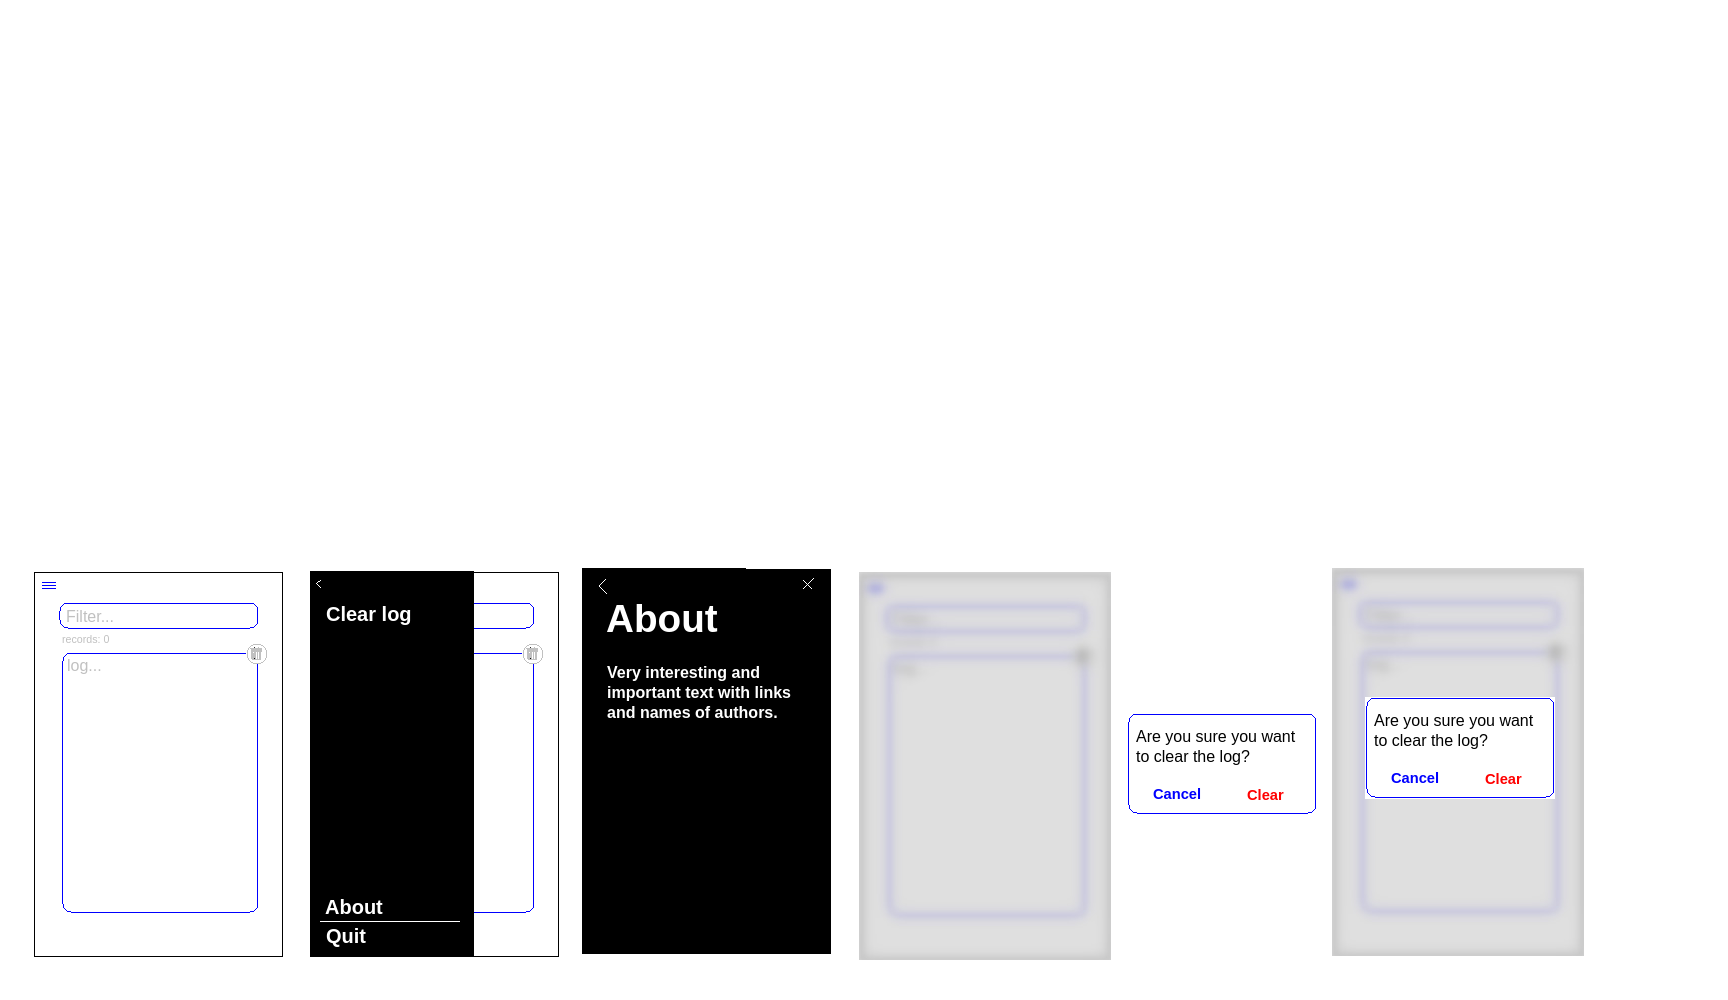 Filter...
records: 0
log...
Clear log
About
Quit
About
Very interesting and
important text with links
and names of authors.
Are you sure you want
to clear the log?
Cancel Clear
Are you sure you want
to clear the log?
Cancel Clear